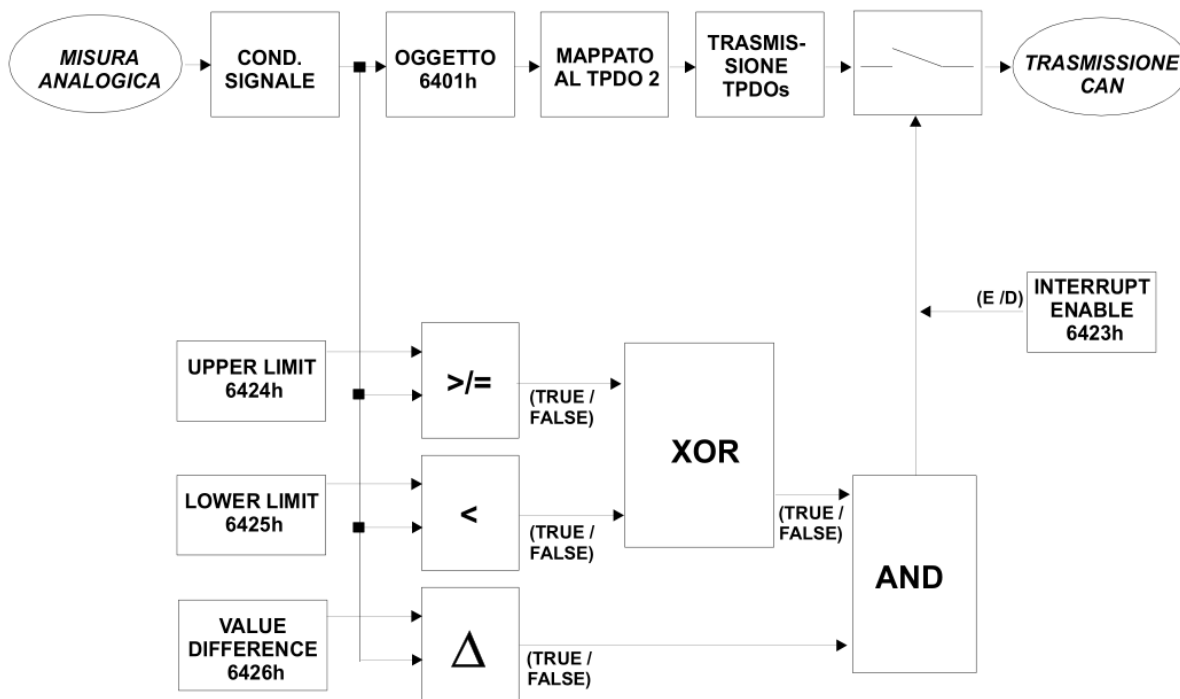 MISURA
ANALOGICA
COND.
SIGNALE
OGGETTO
6401h
MAPPATO
AL TPDO 2
TRASMIS-
SIONE
TPDOs
TRASMISSIONE
CAN
(E /D)
INTERRUPT
ENABLE
6423h
UPPER LIMIT
6424h
>/=
(TRUE /
FALSE)
XOR
LOWER LIMIT
6425h
<
(TRUE /
FALSE)
(TRUE /
FALSE)
AND
VALUE
DIFFERENCE
6426h
Δ
(TRUE /
FALSE)